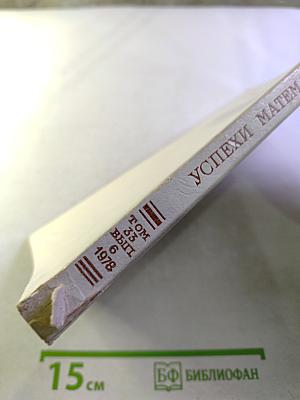 УСПЕХИ МАТЕМ
ТОМ
33
ВЫП
6
1978
15 см
БФ БИБЛИОФАН